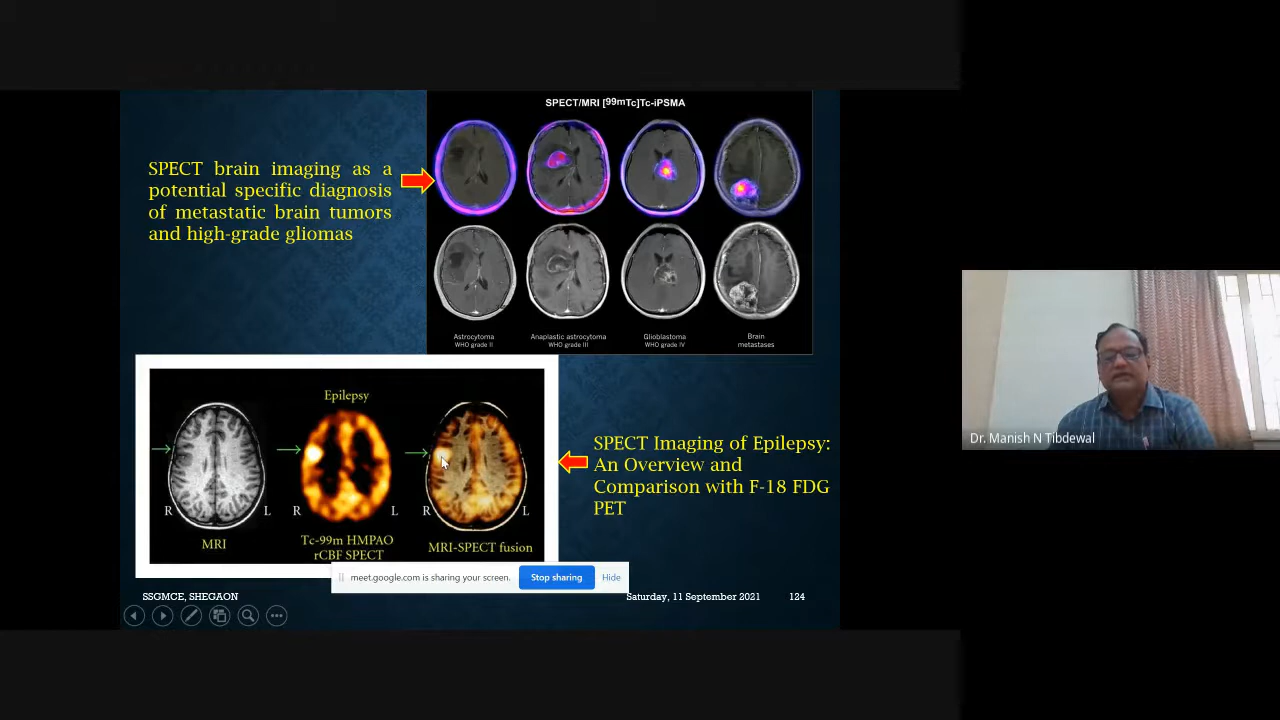 SPECT/MRI [99mTc]Tc-iPSMA
SPECT brain imaging as a
potential specific diagnosis
of metastatic brain tumors
and high-grade gliomas
Astrocytoma
WHO grade II
Anaplastic astrocytoma
WHO grade III
Glioblastoma
WHO grade IV
Brain
metastases
Epilepsy
R
L
R
L
R
L
MRI
Tc-99m HMPAO
rCBF SPECT
MRI-SPECT fusion
SPECT Imaging of Epilepsy:
An Overview and
Comparison with F-18 FDG
PET
Dr. Manish N Tibdewal
meet.google.com is sharing your screen.
Stop sharing
Hide
SSGMCE, SHEGAON
Saturday, 11 September 2021
124